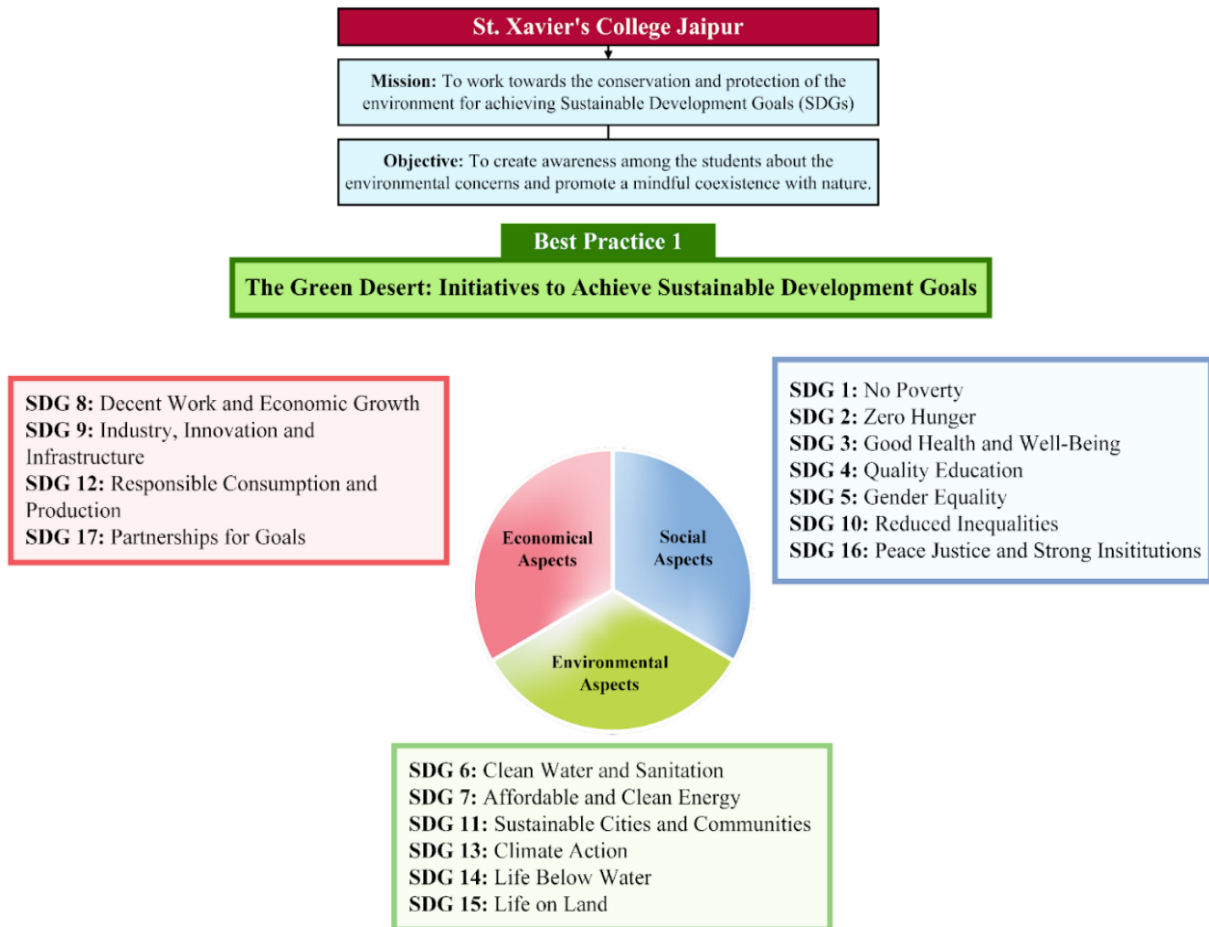 St. Xavier's College Jaipur
Mission: To work towards the conservation and protection of the
environment for achieving Sustainable Development Goals (SDGs)
Objective: To create awareness among the students about the
environmental concerns and promote a mindful coexistence with nature.
Best Practice 1
The Green Desert: Initiatives to Achieve Sustainable Development Goals
SDG 8: Decent Work and Economic Growth
SDG 9: Industry, Innovation and
Infrastructure
SDG 12: Responsible Consumption and
Production
SDG 17: Partnerships for Goals
SDG 1: No Poverty
SDG 2: Zero Hunger
SDG 3: Good Health and Well-Being
SDG 4: Quality Education
SDG 5: Gender Equality
SDG 10: Reduced Inequalities
SDG 16: Peace Justice and Strong Insititutions
Economical
Aspects
Social
Aspects
Environmental
Aspects
SDG 6: Clean Water and Sanitation
SDG 7: Affordable and Clean Energy
SDG 11: Sustainable Cities and Communities
SDG 13: Climate Action
SDG 14: Life Below Water
SDG 15: Life on Land